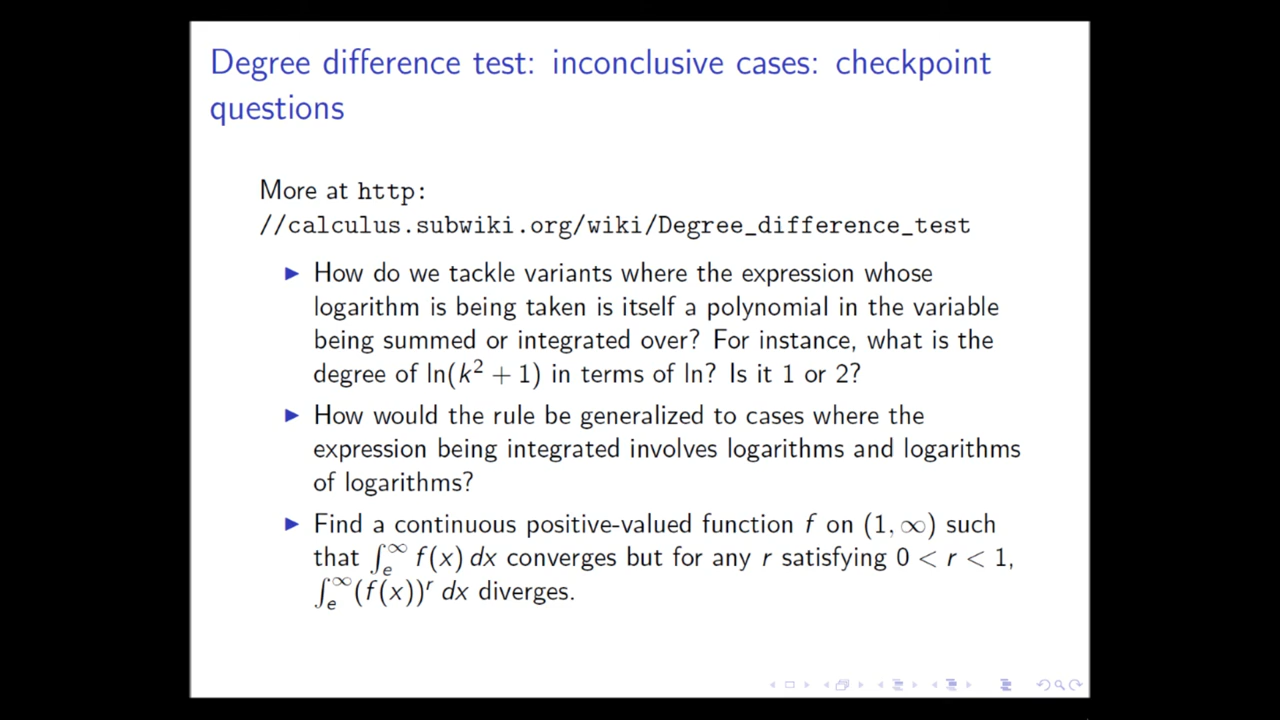 Degree difference test: inconclusive cases: checkpoint
questions
More at http:
//calculus.subwiki.org/wiki/Degree_difference_test
▶ How do we tackle variants where the expression whose
logarithm is being taken is itself a polynomial in the variable
being summed or integrated over? For instance, what is the
degree of ln(k² + 1) in terms of ln? Is it 1 or 2?
▶ How would the rule be generalized to cases where the
expression being integrated involves logarithms and logarithms
of logarithms?
▶ Find a continuous positive-valued function f on (1, ∞) such
that ∫ₑ^∞ f(x) dx converges but for any r satisfying 0 < r < 1,
∫ₑ^∞ (f(x))ʳ dx diverges.